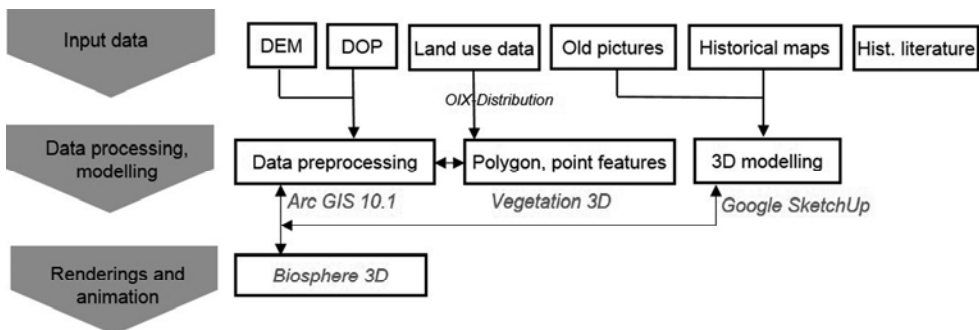 Input data
DEM
DOP
Land use data
Old pictures
Historical maps
Hist. literature
OIX-Distribution
Data processing,
modelling
Data preprocessing
Polygon, point features
3D modelling
Arc GIS 10.1
Vegetation 3D
Google SketchUp
Renderings and
animation
Biosphere 3D